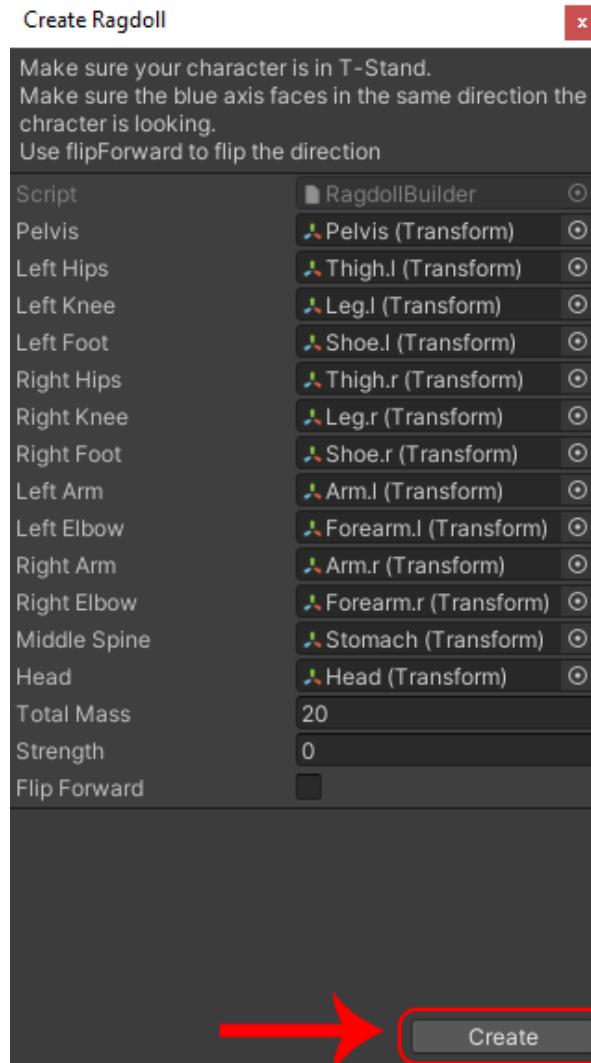 Create Ragdoll
x
Make sure your character is in T-Stand.
Make sure the blue axis faces in the same direction the
chracter is looking.
Use flipForward to flip the direction
Script RagdollBuilder
Pelvis Pelvis (Transform)
Left Hips Thigh.l (Transform)
Left Knee Leg.l (Transform)
Left Foot Shoe.l (Transform)
Right Hips Thigh.r (Transform)
Right Knee Leg.r (Transform)
Right Foot Shoe.r (Transform)
Left Arm Arm.l (Transform)
Left Elbow Forearm.l (Transform)
Right Arm Arm.r (Transform)
Right Elbow Forearm.r (Transform)
Middle Spine Stomach (Transform)
Head Head (Transform)
Total Mass 20
Strength 0
Flip Forward
Create